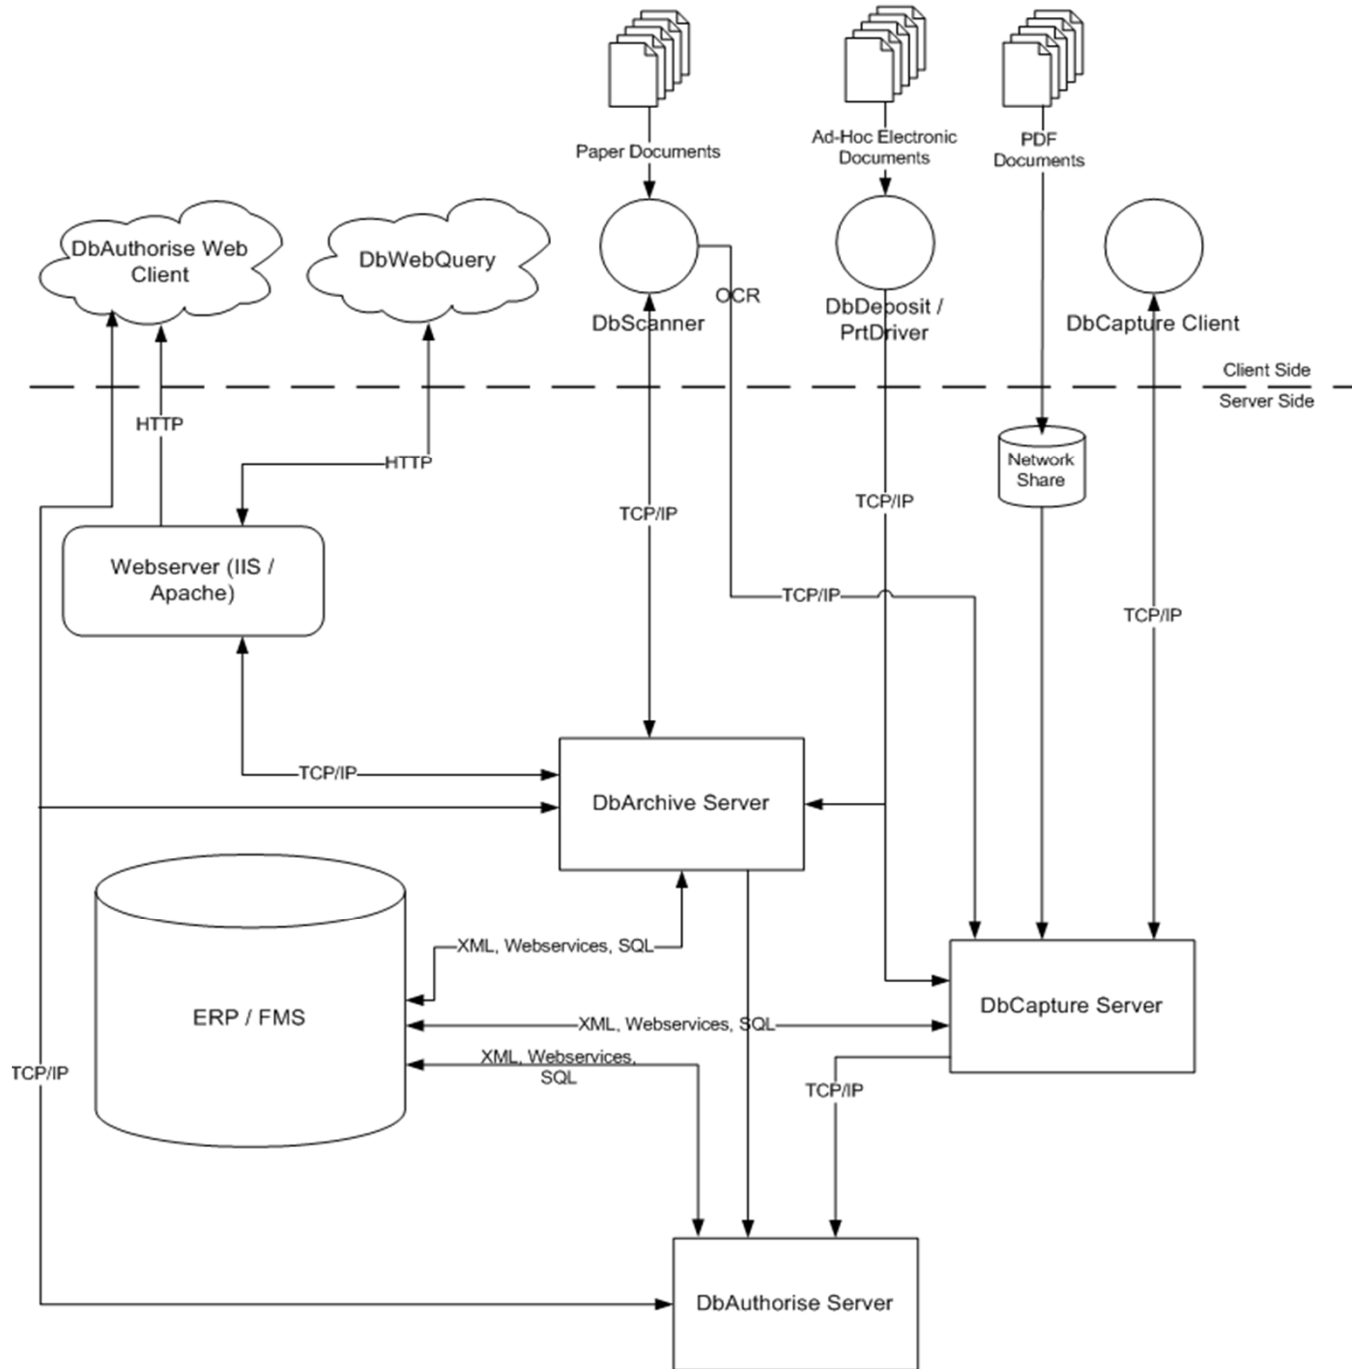 Paper Documents
Ad-Hoc Electronic
Documents
PDF
Documents
DbAuthorise Web
Client
DbWebQuery
OCR
DbScanner
DbDeposit /
PrtDriver
DbCapture Client
Client Side
Server Side
HTTP
HTTP
Network
Share
TCP/IP
TCP/IP
Webserver (IIS /
Apache)
TCP/IP
TCP/IP
TCP/IP
DbArchive Server
XML, Webservices, SQL
ERP / FMS
DbCapture Server
XML, Webservices, SQL
XML, Webservices,
SQL
TCP/IP
TCP/IP
DbAuthorise Server